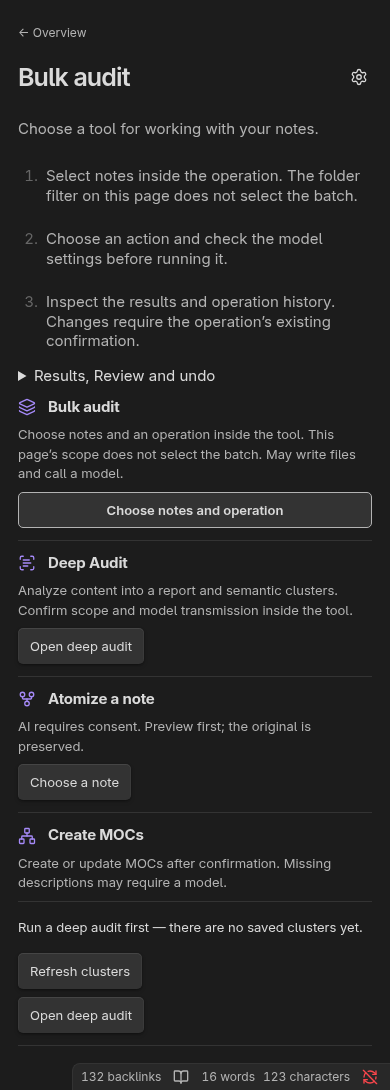 ← Overview
Bulk audit
Choose a tool for working with your notes.
1. Select notes inside the operation. The folder
filter on this page does not select the batch.
2. Choose an action and check the model
settings before running it.
3. Inspect the results and operation history.
Changes require the operation’s existing
confirmation.
▶ Results, Review and undo
Bulk audit
Choose notes and an operation inside the tool. This
page’s scope does not select the batch. May write files
and call a model.
Choose notes and operation
Deep Audit
Analyze content into a report and semantic clusters.
Confirm scope and model transmission inside the tool.
Open deep audit
Atomize a note
AI requires consent. Preview first; the original is
preserved.
Choose a note
Create MOCs
Create or update MOCs after confirmation. Missing
descriptions may require a model.
Run a deep audit first — there are no saved clusters yet.
Refresh clusters
Open deep audit
132 backlinks 16 words 123 characters